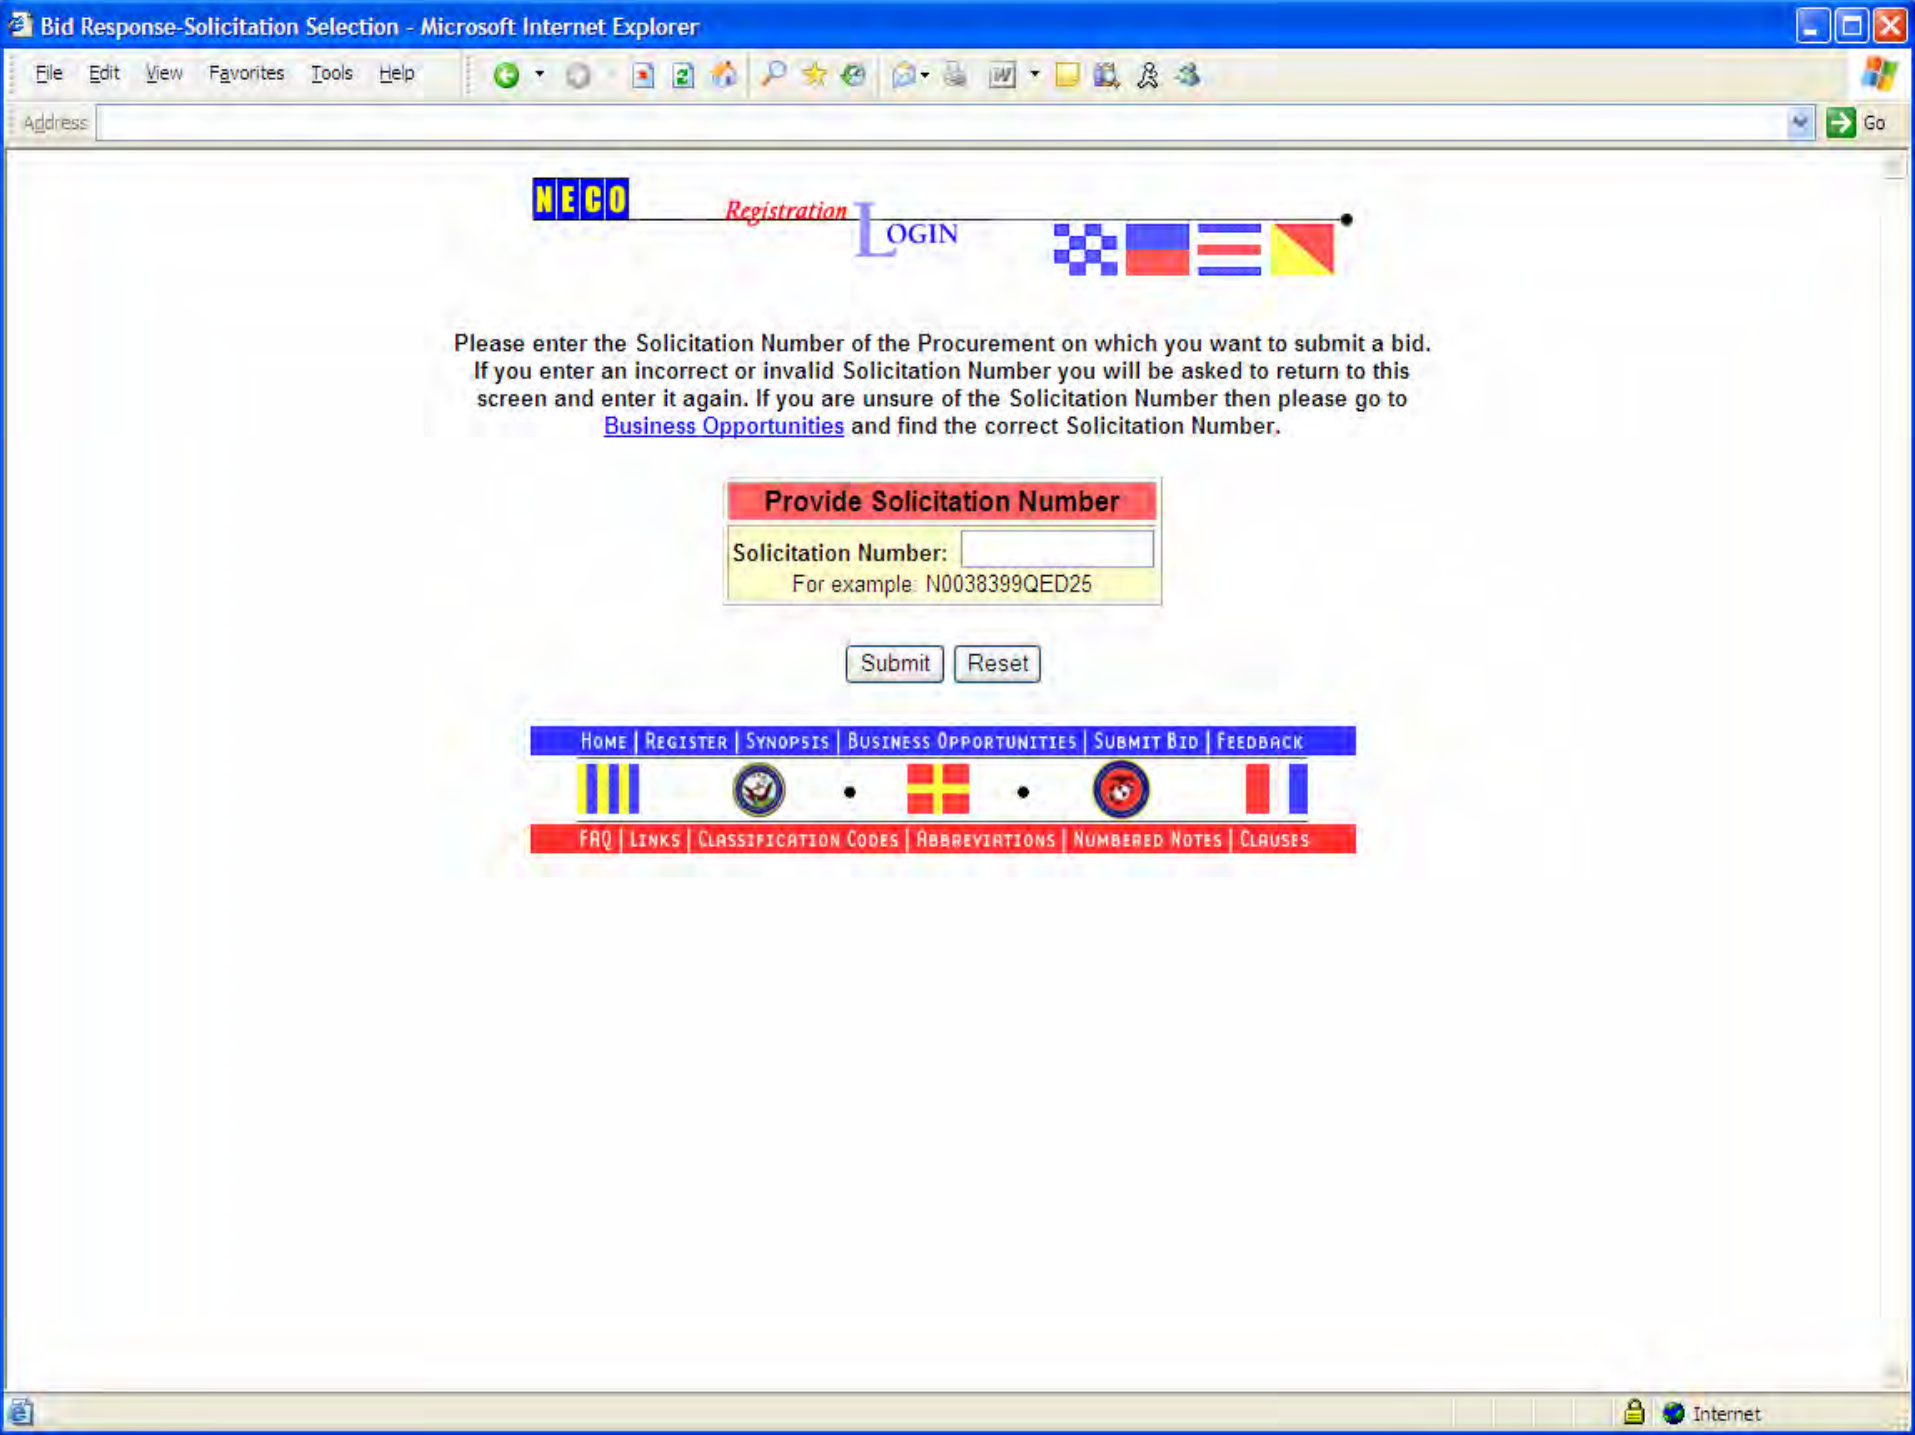 Bid Response-Solicitation Selection - Microsoft Internet Explorer
File Edit View Favorites Tools Help
Address Go
NECO
Registration
LOGIN
Please enter the Solicitation Number of the Procurement on which you want to submit a bid.
If you enter an incorrect or invalid Solicitation Number you will be asked to return to this
screen and enter it again. If you are unsure of the Solicitation Number then please go to
Business Opportunities and find the correct Solicitation Number.
Provide Solicitation Number
Solicitation Number:
For example: N0038399QED25
Submit Reset
HOME | REGISTER | SYNOPSIS | BUSINESS OPPORTUNITIES | SUBMIT BID | FEEDBACK
FAQ | LINKS | CLASSIFICATION CODES | ABBREVIATIONS | NUMBERED NOTES | CLAUSES
Internet